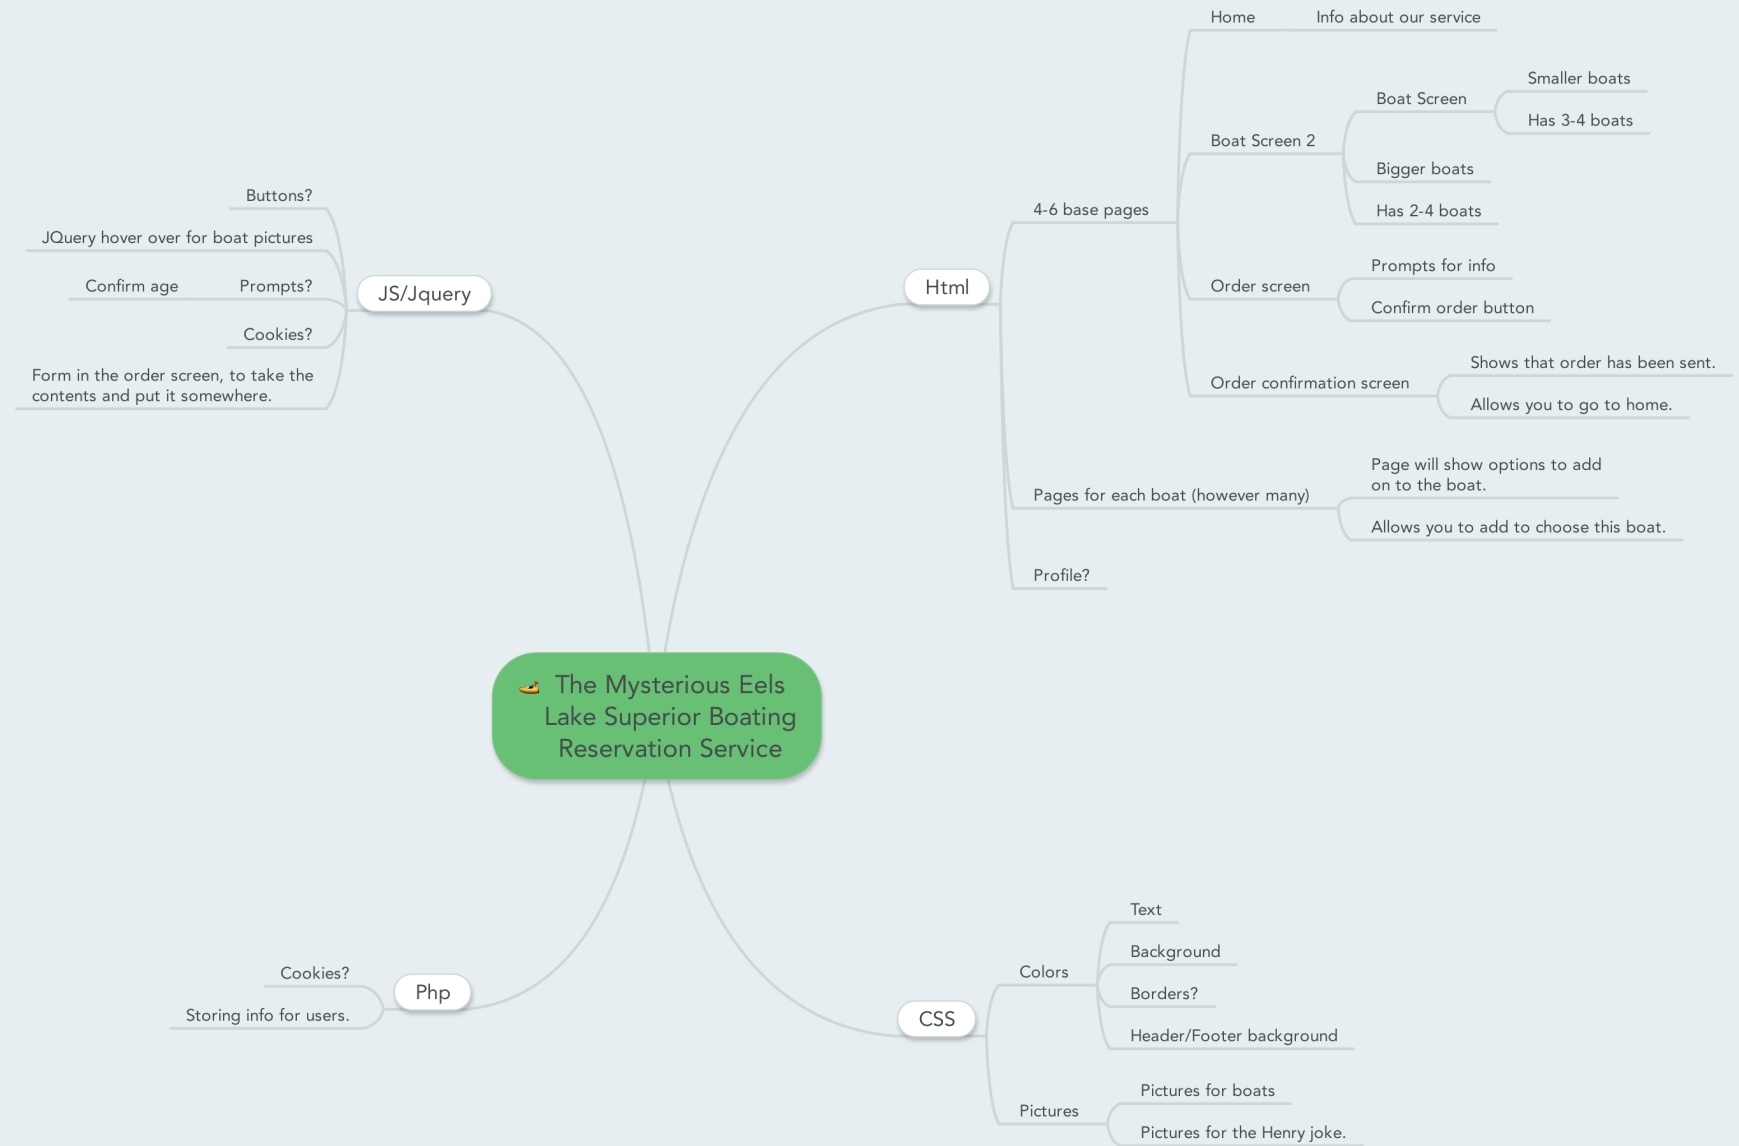 The Mysterious Eels
Lake Superior Boating
Reservation Service
Html
4-6 base pages
Home
Info about our service
Boat Screen 2
Boat Screen
Smaller boats
Has 3-4 boats
Bigger boats
Has 2-4 boats
Order screen
Prompts for info
Confirm order button
Order confirmation screen
Shows that order has been sent.
Allows you to go to home.
Pages for each boat (however many)
Page will show options to add
on to the boat.
Allows you to add to choose this boat.
Profile?
CSS
Colors
Text
Background
Borders?
Header/Footer background
Pictures
Pictures for boats
Pictures for the Henry joke.
JS/Jquery
Buttons?
JQuery hover over for boat pictures
Prompts?
Confirm age
Cookies?
Form in the order screen, to take the
contents and put it somewhere.
Php
Cookies?
Storing info for users.